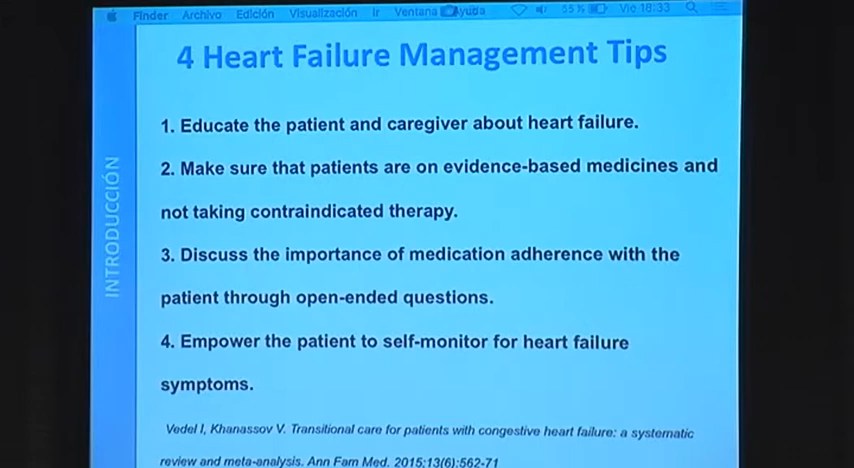 Finder Archivo Edición Visualización Ir Ventana Ayuda 55 % Vie 18:33
4 Heart Failure Management Tips
INTRODUCCIÓN
1. Educate the patient and caregiver about heart failure.
2. Make sure that patients are on evidence-based medicines and
not taking contraindicated therapy.
3. Discuss the importance of medication adherence with the
patient through open-ended questions.
4. Empower the patient to self-monitor for heart failure
symptoms.
Vedel I, Khanassov V. Transitional care for patients with congestive heart failure: a systematic
review and meta-analysis. Ann Fam Med. 2015;13(6):562-71